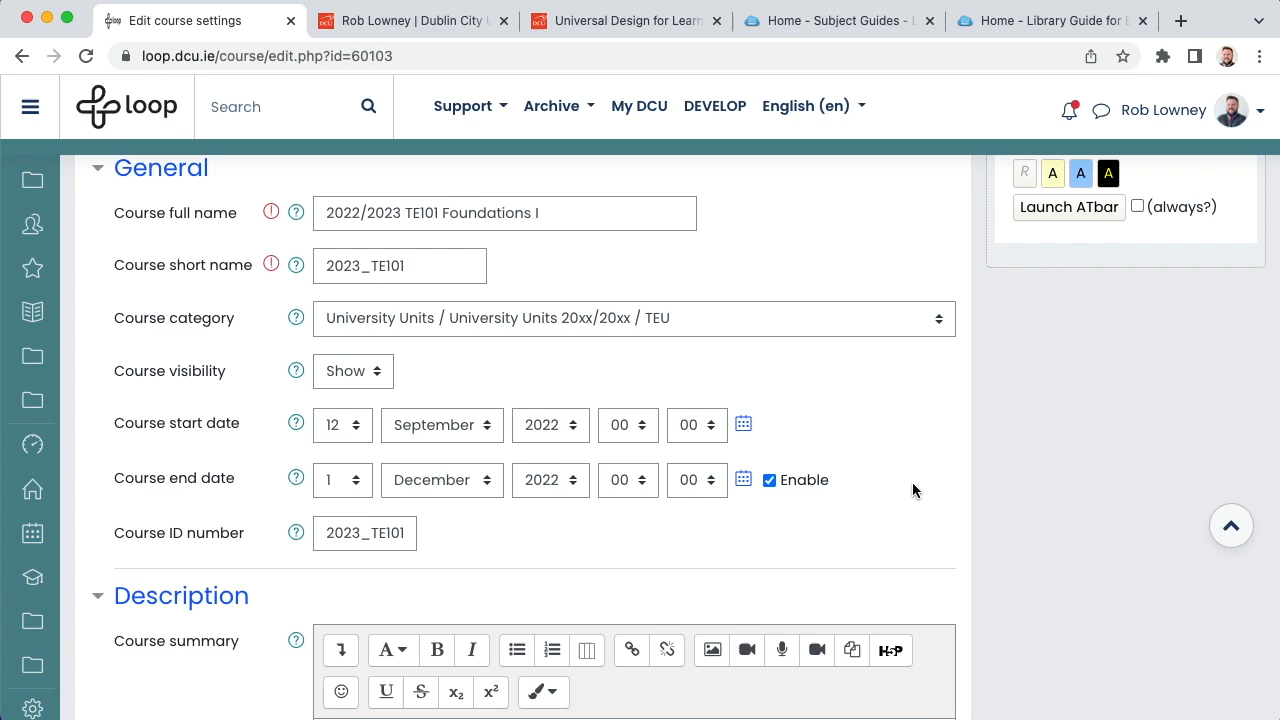 Edit course settings
Rob Lowney | Dublin City U
Universal Design for Learn
Home - Subject Guides - L
Home - Library Guide for E
loop.dcu.ie/course/edit.php?id=60103
loop
Search
Support
Archive
My DCU
DEVELOP
English (en)
Rob Lowney
General
R A A A
Launch ATbar
(always?)
Course full name
2022/2023 TE101 Foundations I
Course short name
2023_TE101
Course category
University Units / University Units 20xx/20xx / TEU
Course visibility
Show
Course start date
12 September 2022 00 00
Course end date
1 December 2022 00 00 Enable
Course ID number
2023_TE101
Description
Course summary
A B I H-P
U S x₂ x²